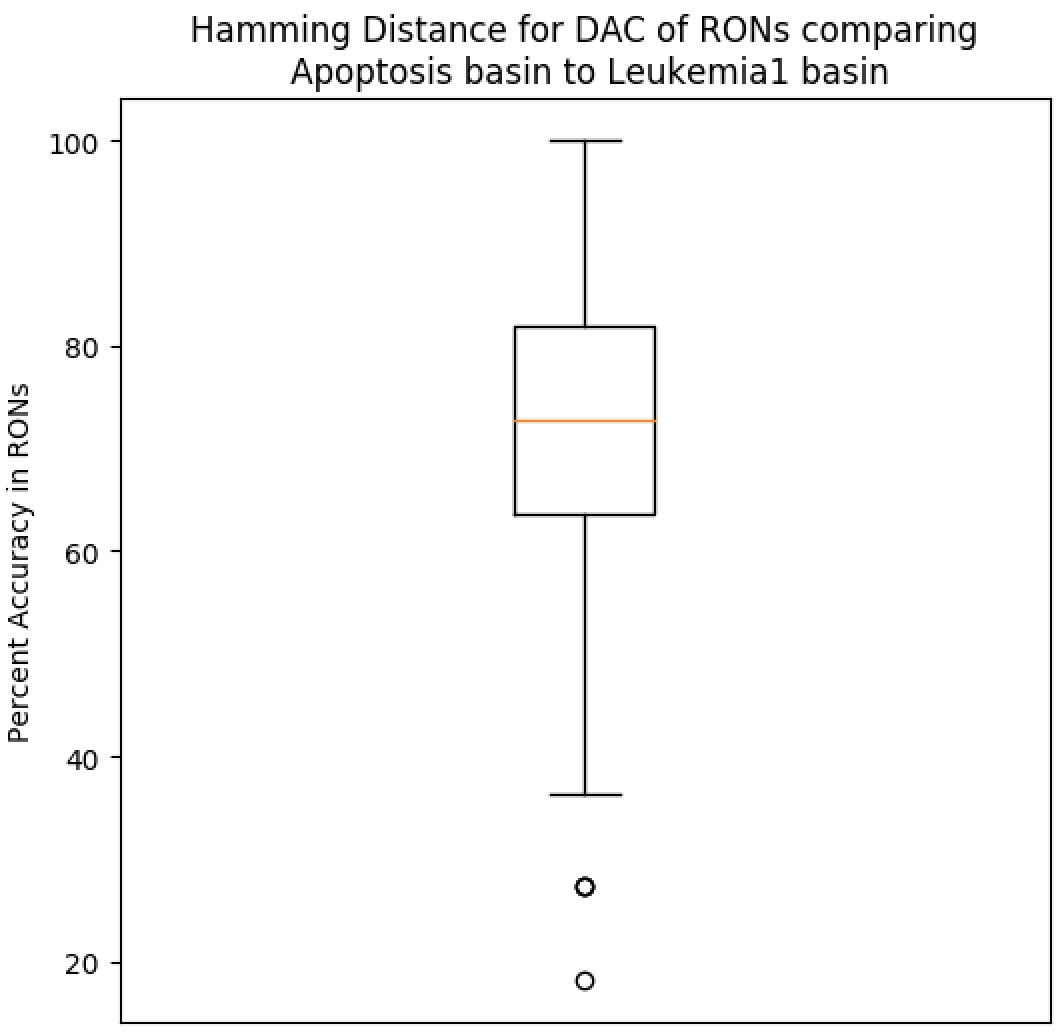 Hamming Distance for DAC of RONs comparing
Apoptosis basin to Leukemia1 basin
100
80
60
40
20
Percent Accuracy in RONs